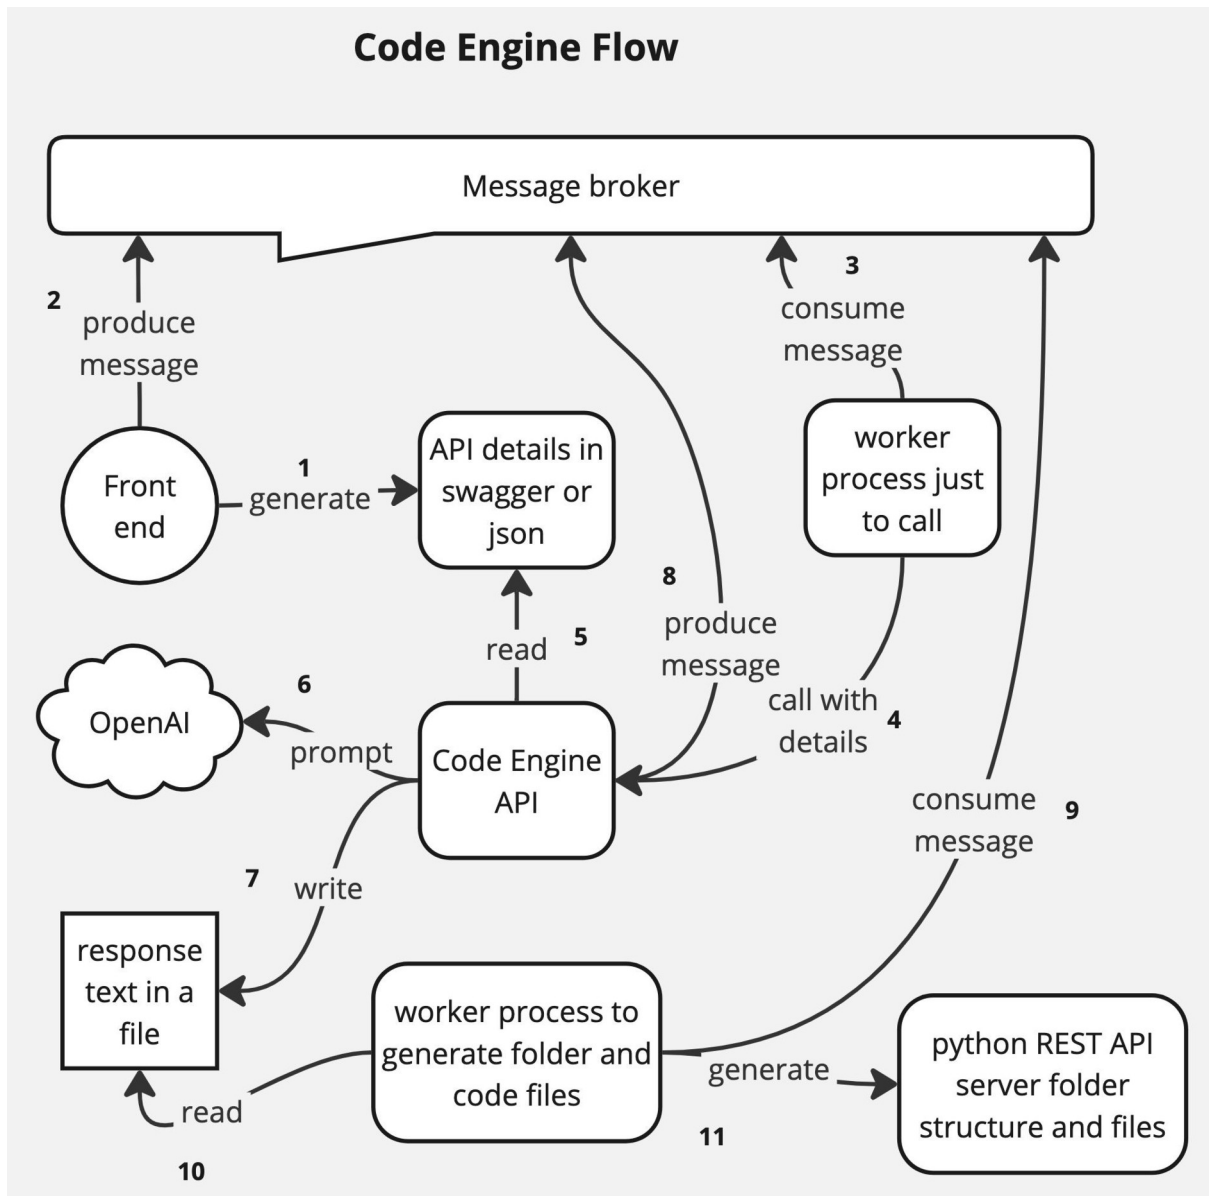 Code Engine Flow
Message broker
2
produce
message
3
consume
message
Front
end
1
generate
API details in
swagger or
json
worker
process just
to call
8
produce
message
5
read
call with
details
4
6
prompt
OpenAI
Code Engine
API
consume
message
9
7
write
response
text in a
file
worker process to
generate folder and
code files
generate
11
python REST API
server folder
structure and files
read
10